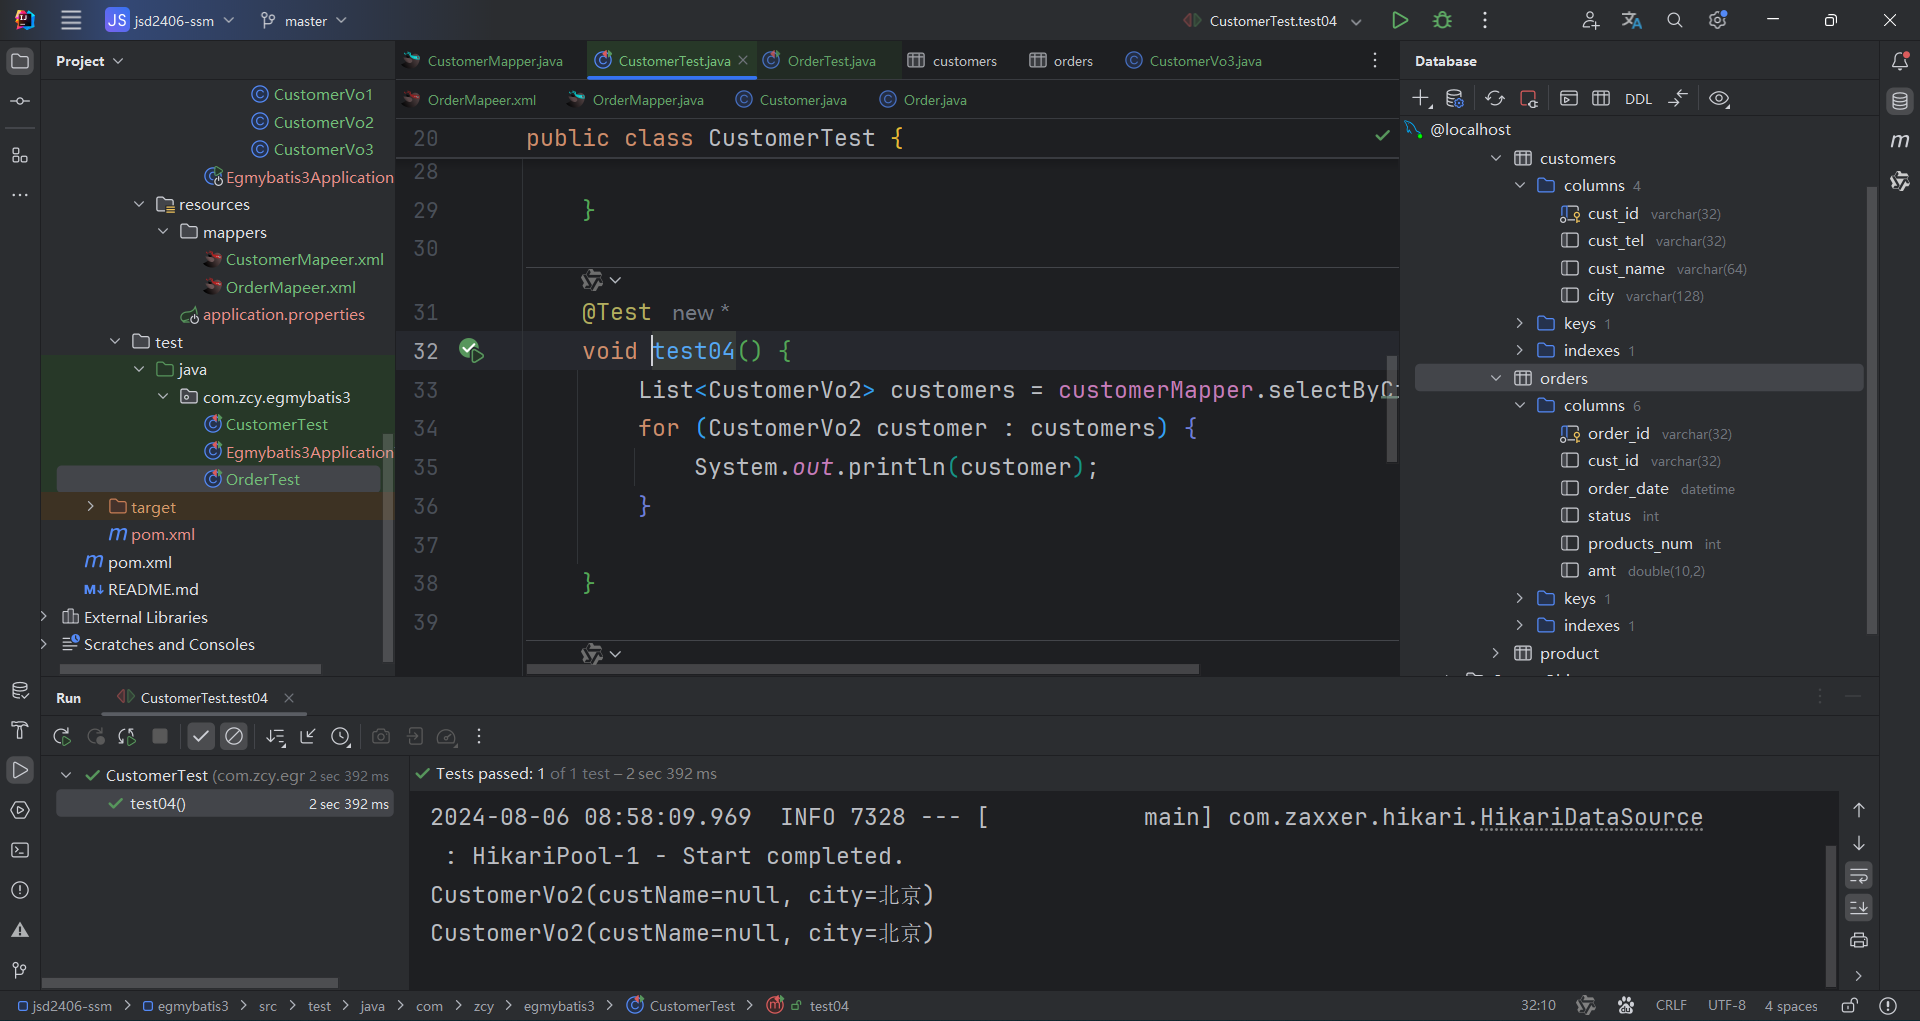 JS jsd2406-ssm master CustomerTest.test04
Project
CustomerMapper.java CustomerTest.java OrderTest.java customers orders CustomerVo3.java
Database
OrderMapeer.xml OrderMapper.java Customer.java Order.java
DDL
CustomerVo1
CustomerVo2
CustomerVo3
Egmybatis3Application
resources
mappers
CustomerMapeer.xml
OrderMapeer.xml
application.properties
test
java
com.zcy.egmybatis3
CustomerTest
Egmybatis3Application
OrderTest
target
m pom.xml
m pom.xml
M↓ README.md
External Libraries
Scratches and Consoles
20 public class CustomerTest {
28
29 }
30
31 @Test new *
32 void test04() {
33 List<CustomerVo2> customers = customerMapper.selectByC
34 for (CustomerVo2 customer : customers) {
35 System.out.println(customer);
36 }
37
38 }
39
@localhost
customers
columns 4
cust_id varchar(32)
cust_tel varchar(32)
cust_name varchar(64)
city varchar(128)
keys 1
indexes 1
orders
columns 6
order_id varchar(32)
cust_id varchar(32)
order_date datetime
status int
products_num int
amt double(10,2)
keys 1
indexes 1
product
m
Run CustomerTest.test04
CustomerTest (com.zcy.egr 2 sec 392 ms
test04() 2 sec 392 ms
Tests passed: 1 of 1 test – 2 sec 392 ms
2024-08-06 08:58:09.969 INFO 7328 --- [ main] com.zaxxer.hikari.HikariDataSource
: HikariPool-1 - Start completed.
CustomerVo2(custName=null, city=北京)
CustomerVo2(custName=null, city=北京)
jsd2406-ssm > egmybatis3 > src > test > java > com > zcy > egmybatis3 > CustomerTest > m test04
32:10 CRLF UTF-8 4 spaces